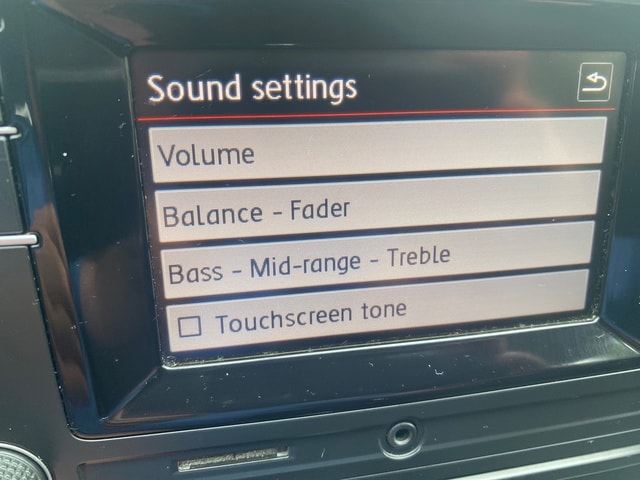 Sound settings
Volume
Balance - Fader
Bass - Mid-range - Treble
Touchscreen tone